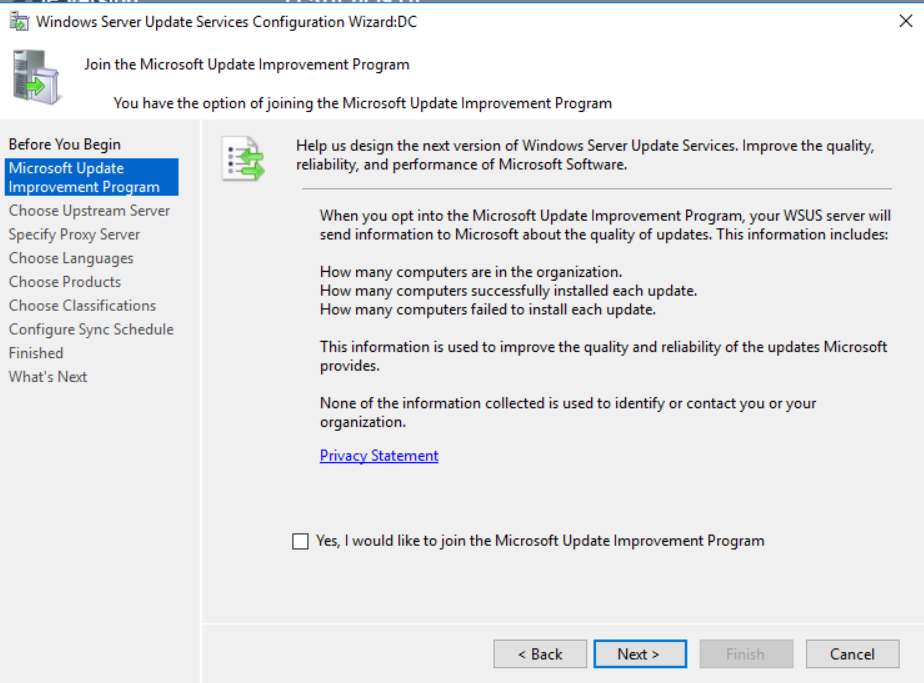 Windows Server Update Services Configuration Wizard:DC
Join the Microsoft Update Improvement Program
You have the option of joining the Microsoft Update Improvement Program
Before You Begin
Microsoft Update
Improvement Program
Choose Upstream Server
Specify Proxy Server
Choose Languages
Choose Products
Choose Classifications
Configure Sync Schedule
Finished
What's Next
Help us design the next version of Windows Server Update Services. Improve the quality,
reliability, and performance of Microsoft Software.
When you opt into the Microsoft Update Improvement Program, your WSUS server will
send information to Microsoft about the quality of updates. This information includes:
How many computers are in the organization.
How many computers successfully installed each update.
How many computers failed to install each update.
This information is used to improve the quality and reliability of the updates Microsoft
provides.
None of the information collected is used to identify or contact you or your
organization.
Privacy Statement
Yes, I would like to join the Microsoft Update Improvement Program
< Back
Next >
Finish
Cancel